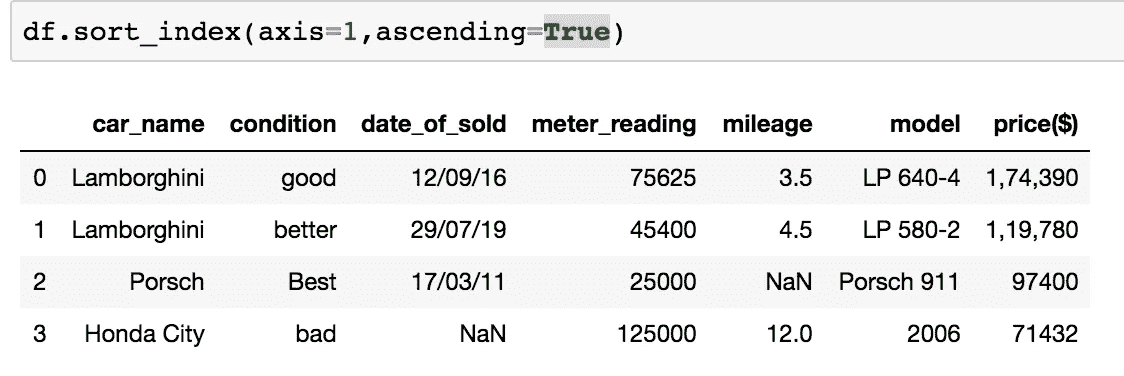 df.sort_index(axis=1,ascending=True)
car_name condition date_of_sold meter_reading mileage model price($)
0 Lamborghini good 12/09/16 75625 3.5 LP 640-4 1,74,390
1 Lamborghini better 29/07/19 45400 4.5 LP 580-2 1,19,780
2 Porsch Best 17/03/11 25000 NaN Porsch 911 97400
3 Honda City bad NaN 125000 12.0 2006 71432